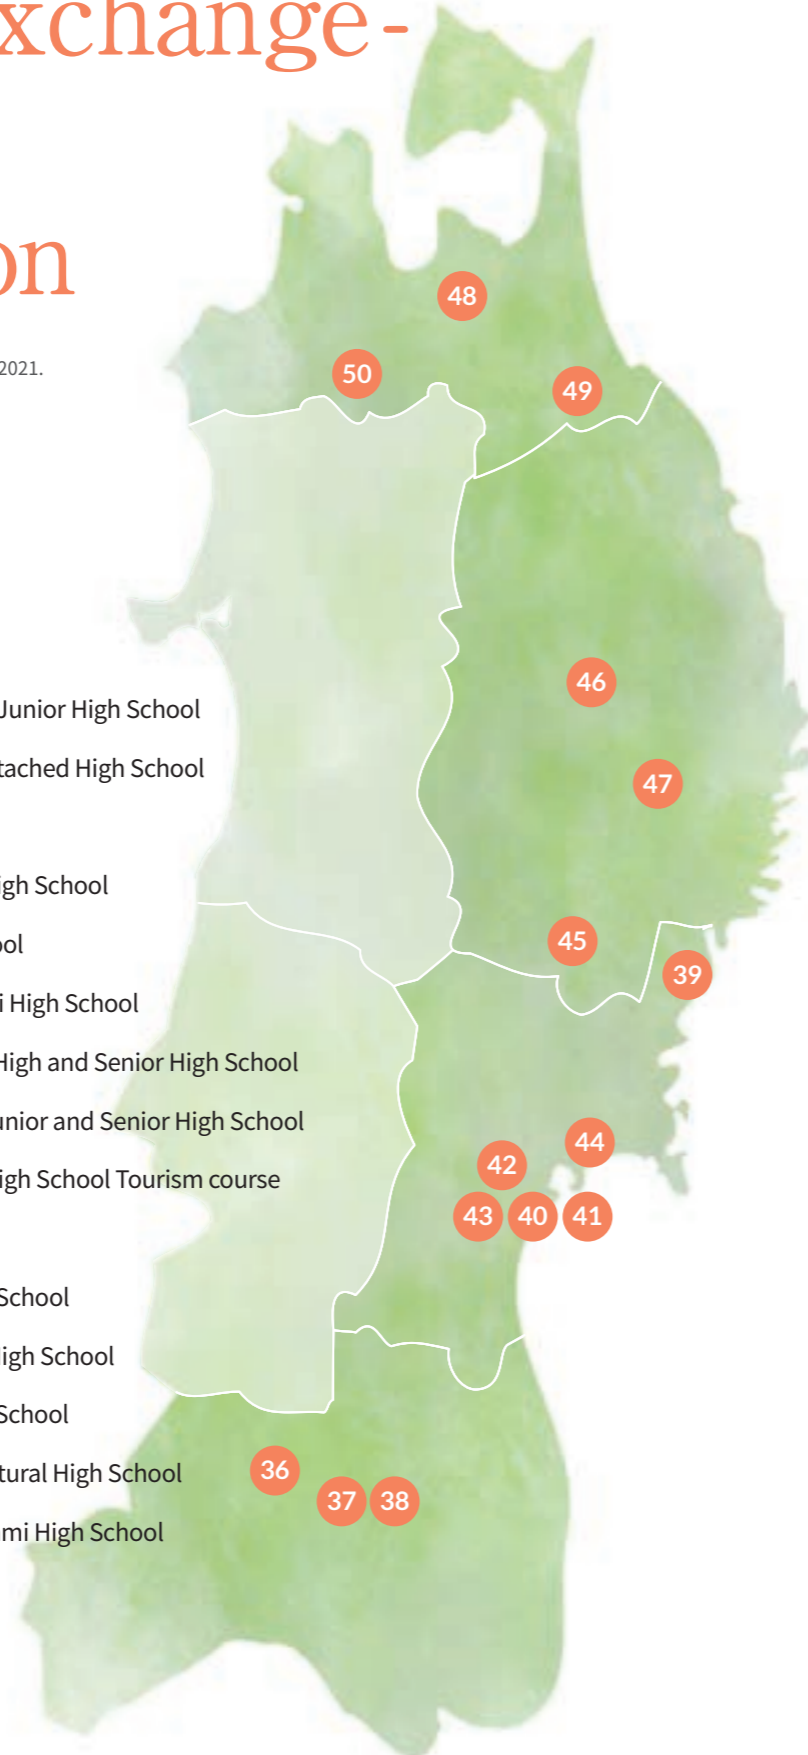 xchange-
on
2021.
48
50
49
46
Junior High School
tached High School
47
igh School
ool
45
39
i High School
High and Senior High School
unior and Senior High School
44
42
igh School Tourism course
43
40
41
School
High School
School
36
tural High School
37
38
mi High School